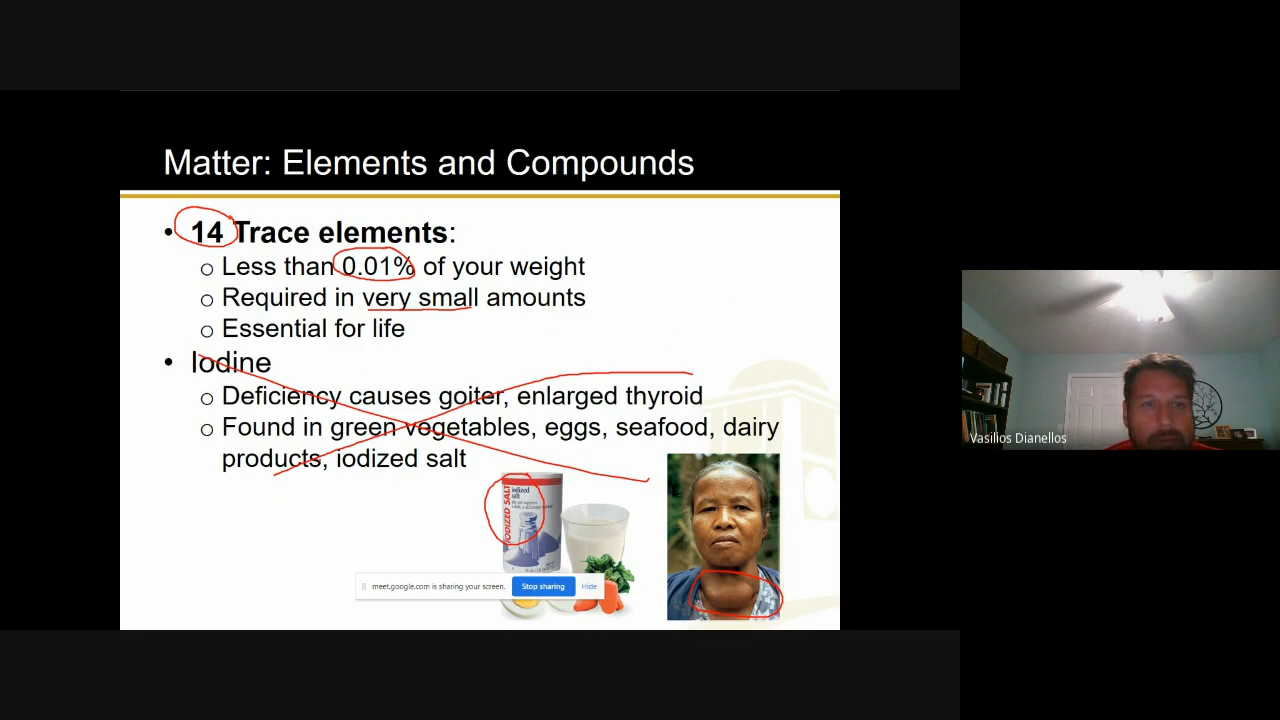 Matter: Elements and Compounds
• 14 Trace elements:
o Less than 0.01% of your weight
o Required in very small amounts
o Essential for life
• Iodine
o Deficiency causes goiter, enlarged thyroid
o Found in green vegetables, eggs, seafood, dairy
products, iodized salt
IODIZED SALT
iodized
salt
meet.google.com is sharing your screen.
Stop sharing
Hide
Vasilios Dianellos